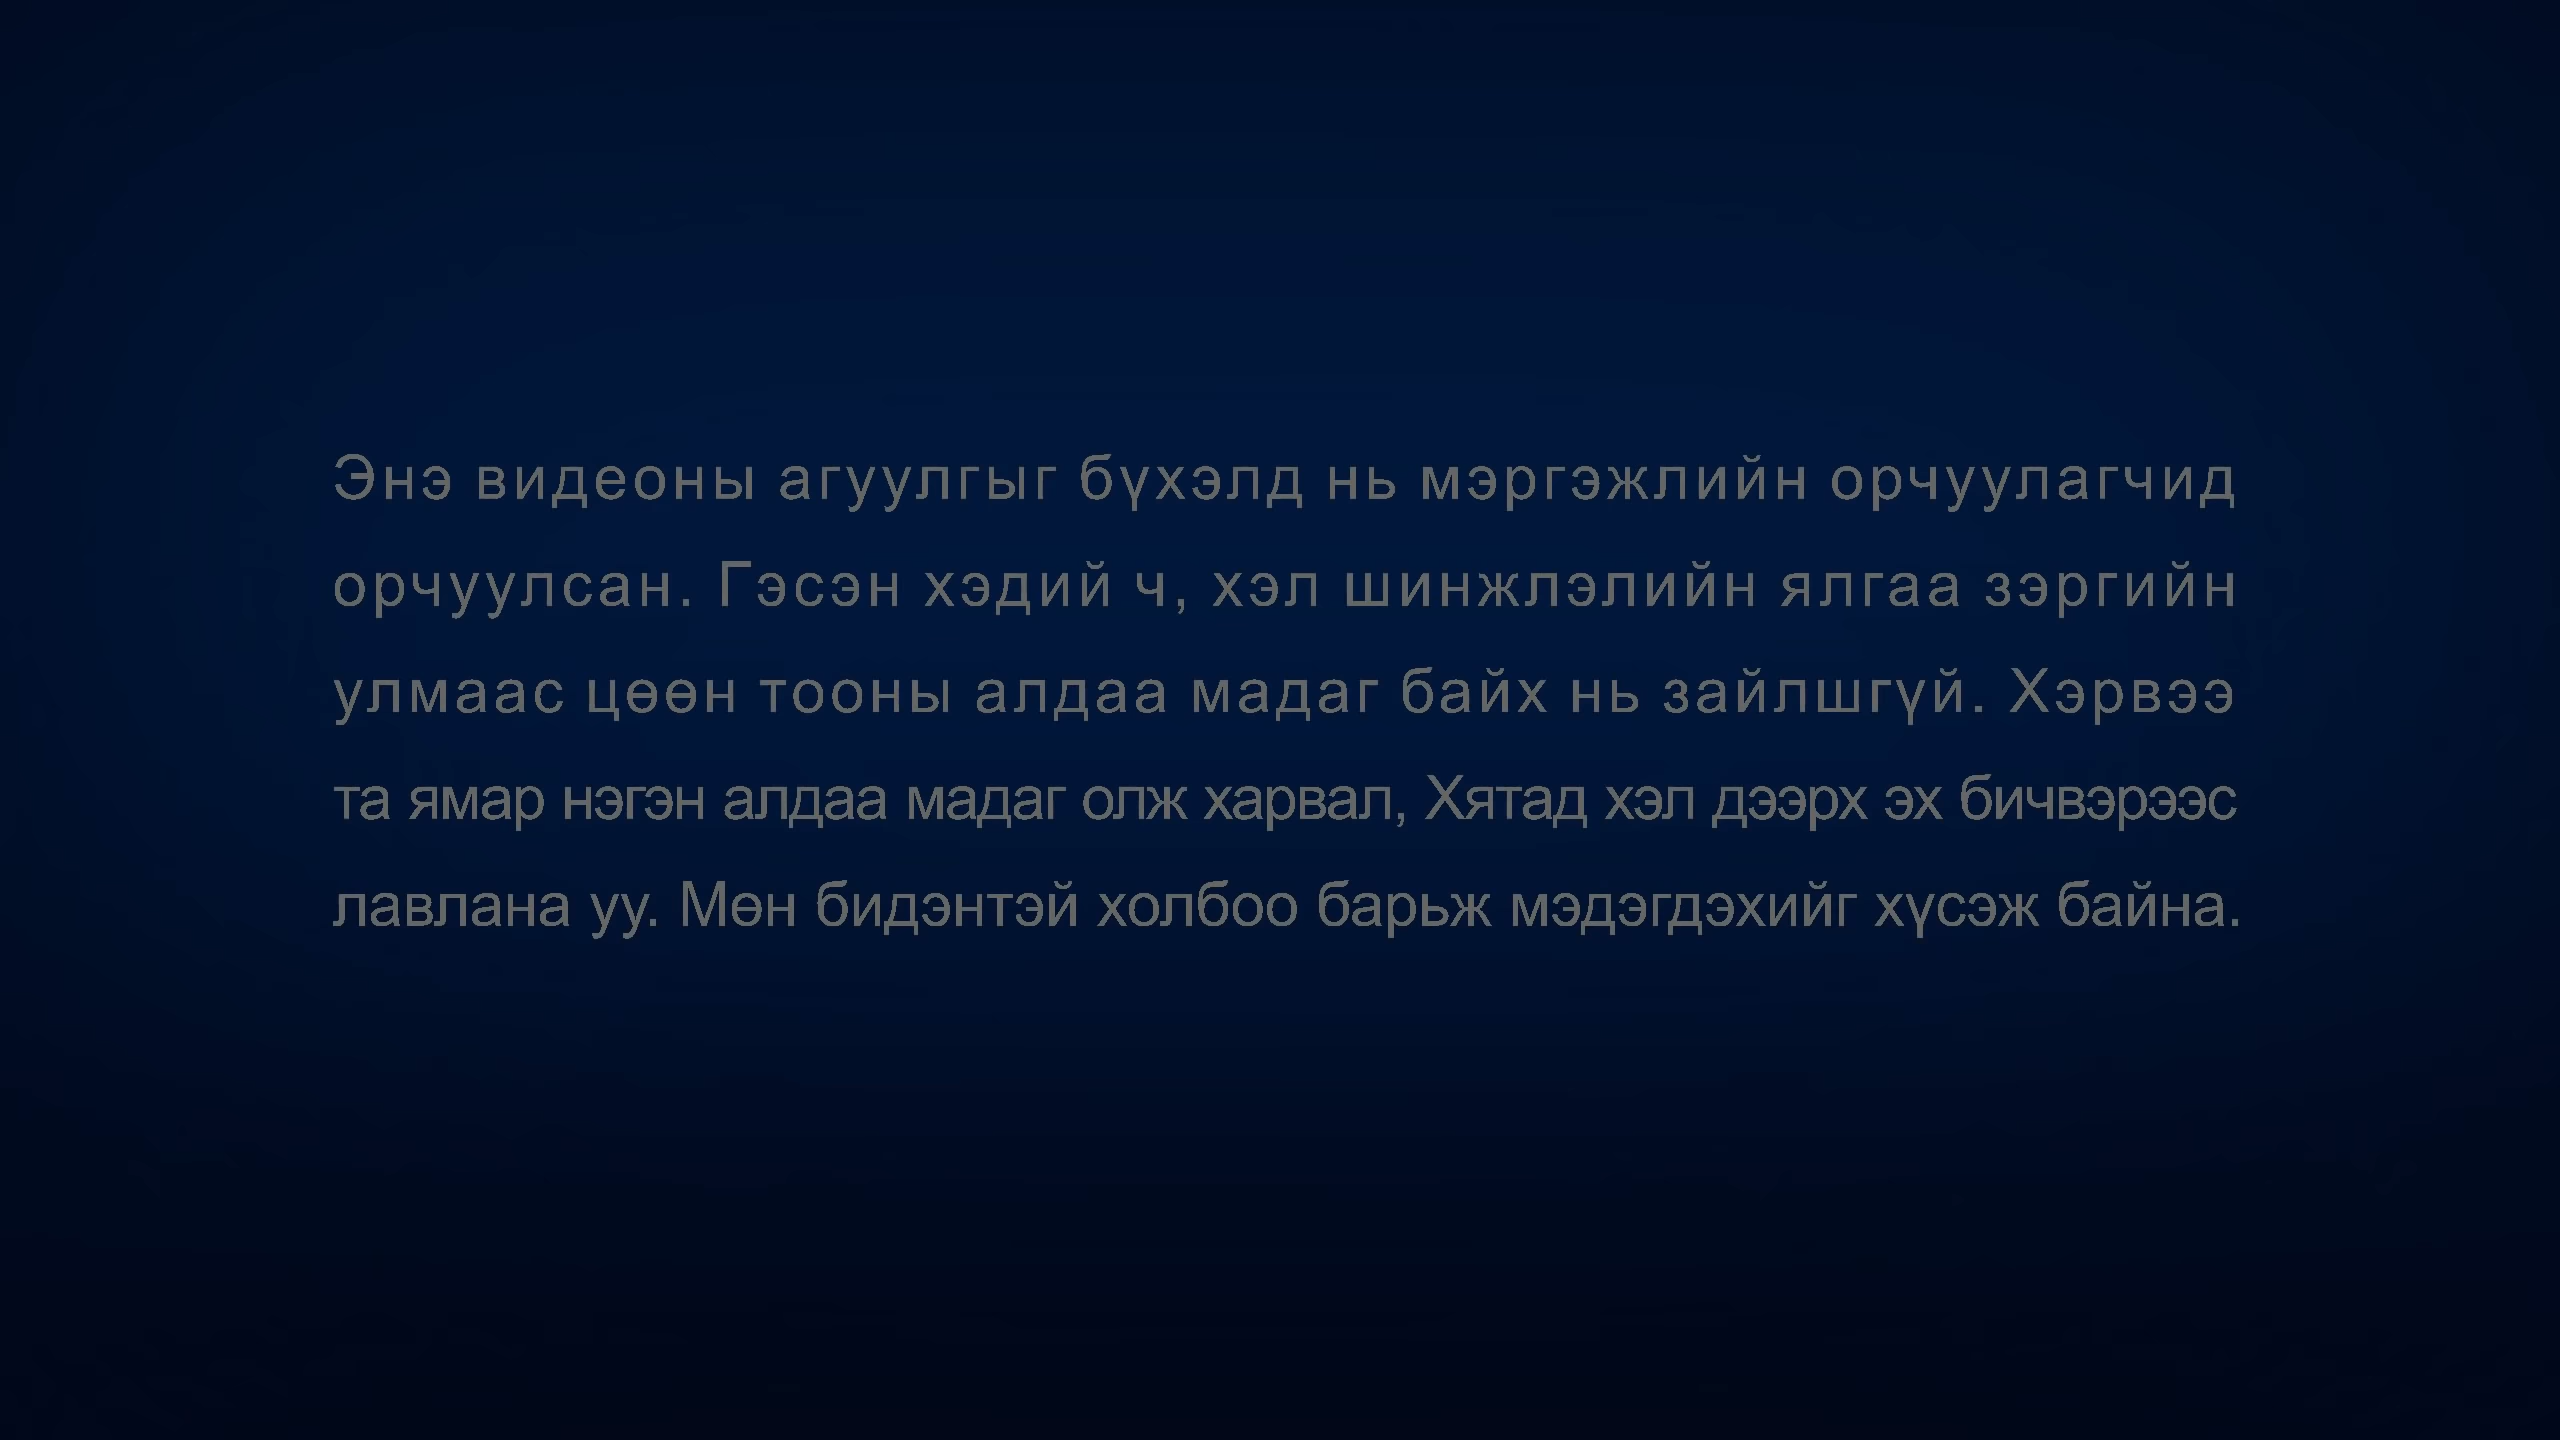 Энэ видеоны агуулгыг бүхэлд нь мэргэжлийн орчуулагчид
орчуулсан. Гэсэн хэдий ч, хэл шинжлэлийн ялгаа зэргийн
улмаас цөөн тооны алдаа мадаг байх нь зайлшгүй. Хэрвээ
та ямар нэгэн алдаа мадаг олж харвал, Хятад хэл дээрх эх бичвэрээс
лавлана уу. Мөн бидэнтэй холбоо барьж мэдэгдэхийг хүсэж байна.